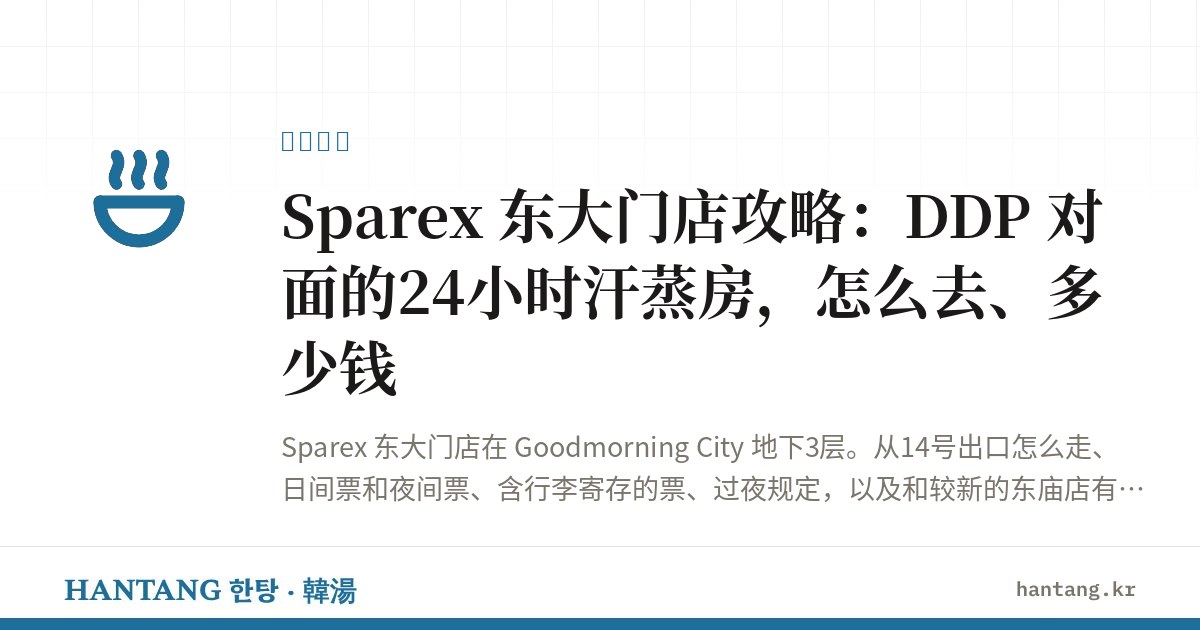 Sparex 东大门店攻略：DDP 对
面的24小时汗蒸房，怎么去、多
少钱
Sparex 东大门店在 Goodmorning City 地下3层。从14号出口怎么走、
日间票和夜间票、含行李寄存的票、过夜规定，以及和较新的东庙店有…
HANTANG 한탕 · 韓湯
hantang.kr